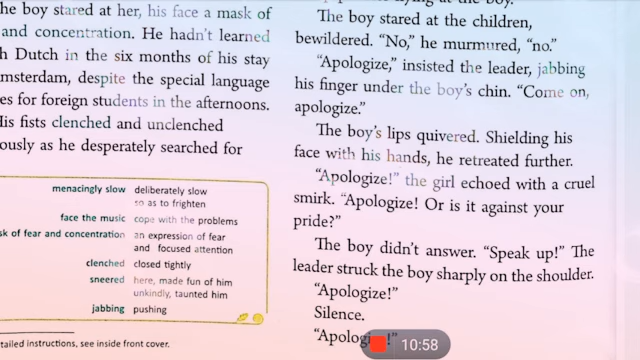 he boy stared at her, his face a mask of
and concentration. He hadn't learned
h Dutch in the six months of his stay
msterdam, despite the special language
es for foreign students in the afternoons.
His fists clenched and unclenched
ously as he desperately searched for
menacingly slow deliberately slow
so as to frighten
face the music cope with the problems
sk of fear and concentration an expression of fear
and focused attention
clenched closed tightly
sneered here, made fun of him
unkindly, taunted him
jabbing pushing
tailed instructions, see inside front cover.
The boy stared at the children,
bewildered. "No," he murmured, "no."
"Apologize," insisted the leader, jabbing
his finger under the boy's chin. "Come on,
apologize."
The boy's lips quivered. Shielding his
face with his hands, he retreated further.
"Apologize!" the girl echoed with a cruel
smirk. "Apologize! Or is it against your
pride?"
The boy didn't answer. "Speak up!" The
leader struck the boy sharply on the shoulder.
"Apologize!"
Silence.
"Apologi !"
10:58